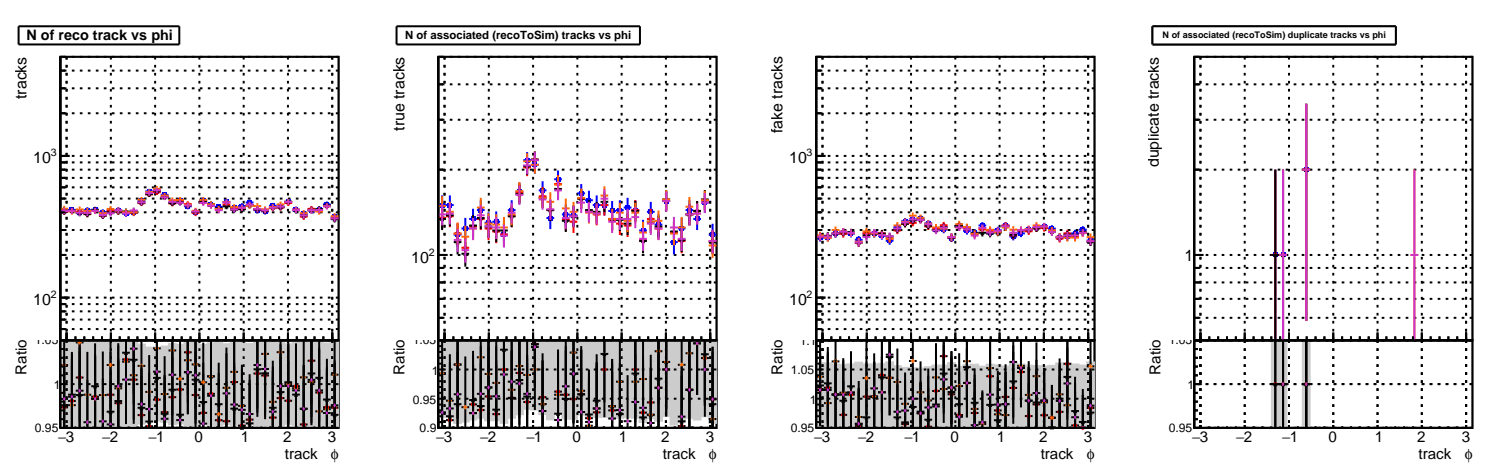 N of reco track vs phi
tracks
10³
10²
Ratio
1
0.95
−3 −2 −1 0 1 2 3
track ϕ
N of associated (recoToSim) tracks vs phi
true tracks
10²
Ratio
1
0.95
0.9
−3 −2 −1 0 1 2 3
track ϕ
fake tracks
10³
10²
Ratio
1.05
1
0.95
−3 −2 −1 0 1 2 3
track ϕ
N of associated (recoToSim) duplicate tracks vs phi
duplicate tracks
1
Ratio
1
0.95
−3 −2 −1 0 1 2 3
track ϕ